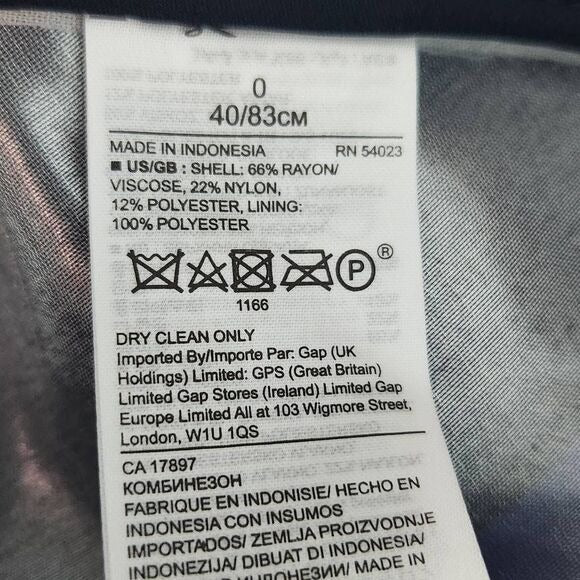 0
40/83CM
MADE IN INDONESIA RN 54023
■ US/GB : SHELL: 66% RAYON/
VISCOSE, 22% NYLON,
12% POLYESTER, LINING:
100% POLYESTER
P ®
1166
DRY CLEAN ONLY
Imported By/Importe Par: Gap (UK
Holdings) Limited: GPS (Great Britain)
Limited Gap Stores (Ireland) Limited Gap
Europe Limited All at 103 Wigmore Street,
London, W1U 1QS
CA 17897
КОМБИНЕЗОН
FABRIQUE EN INDONISIE/ HECHO EN
INDONESIA CON INSUMOS
IMPORTADOS/ ZEMLJA PROIZVODNJE
INDONEZIJA/ DIBUAT DI INDONESIA/
ИНДОНЕЗИИ/ MADE IN